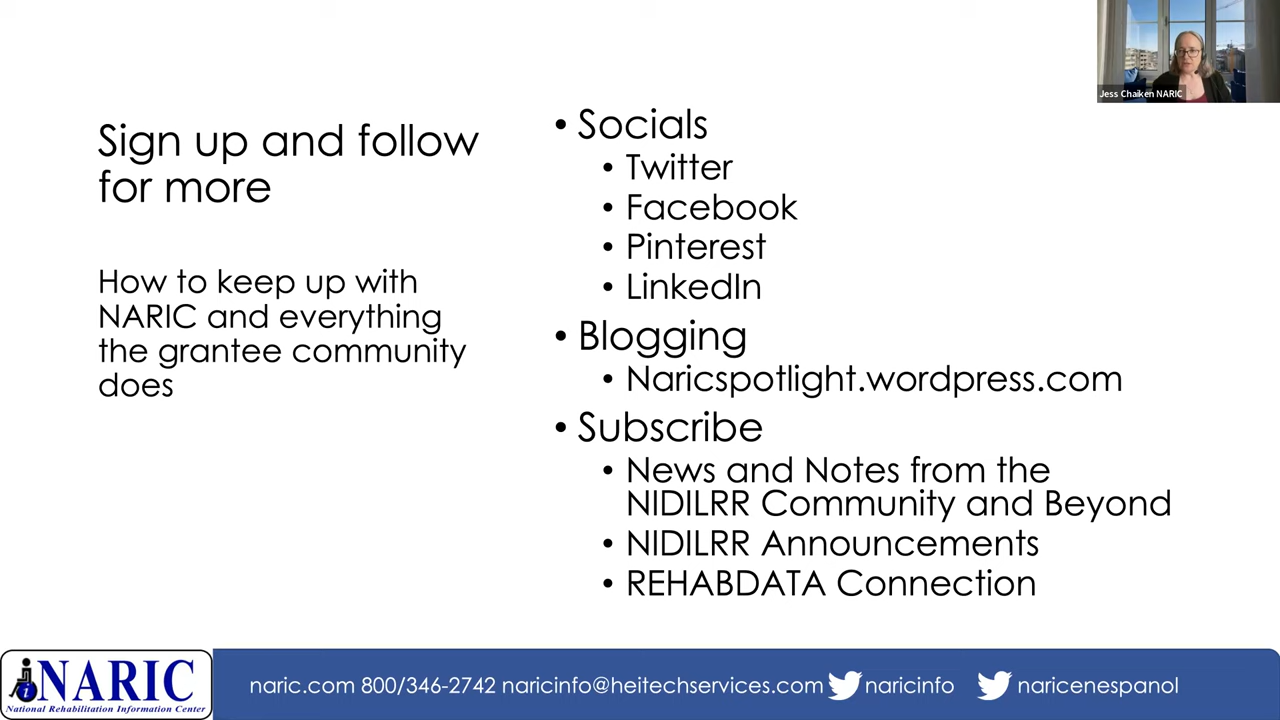 Jess Chaiken NARIC
Sign up and follow
for more
How to keep up with
NARIC and everything
the grantee community
does
• Socials
• Twitter
• Facebook
• Pinterest
• LinkedIn
• Blogging
• Naricspotlight.wordpress.com
• Subscribe
• News and Notes from the
NIDILRR Community and Beyond
• NIDILRR Announcements
• REHABDATA Connection
NARIC
National Rehabilitation Information Center
naric.com 800/346-2742 naricinfo@heitechservices.com naricinfo naricenespanol